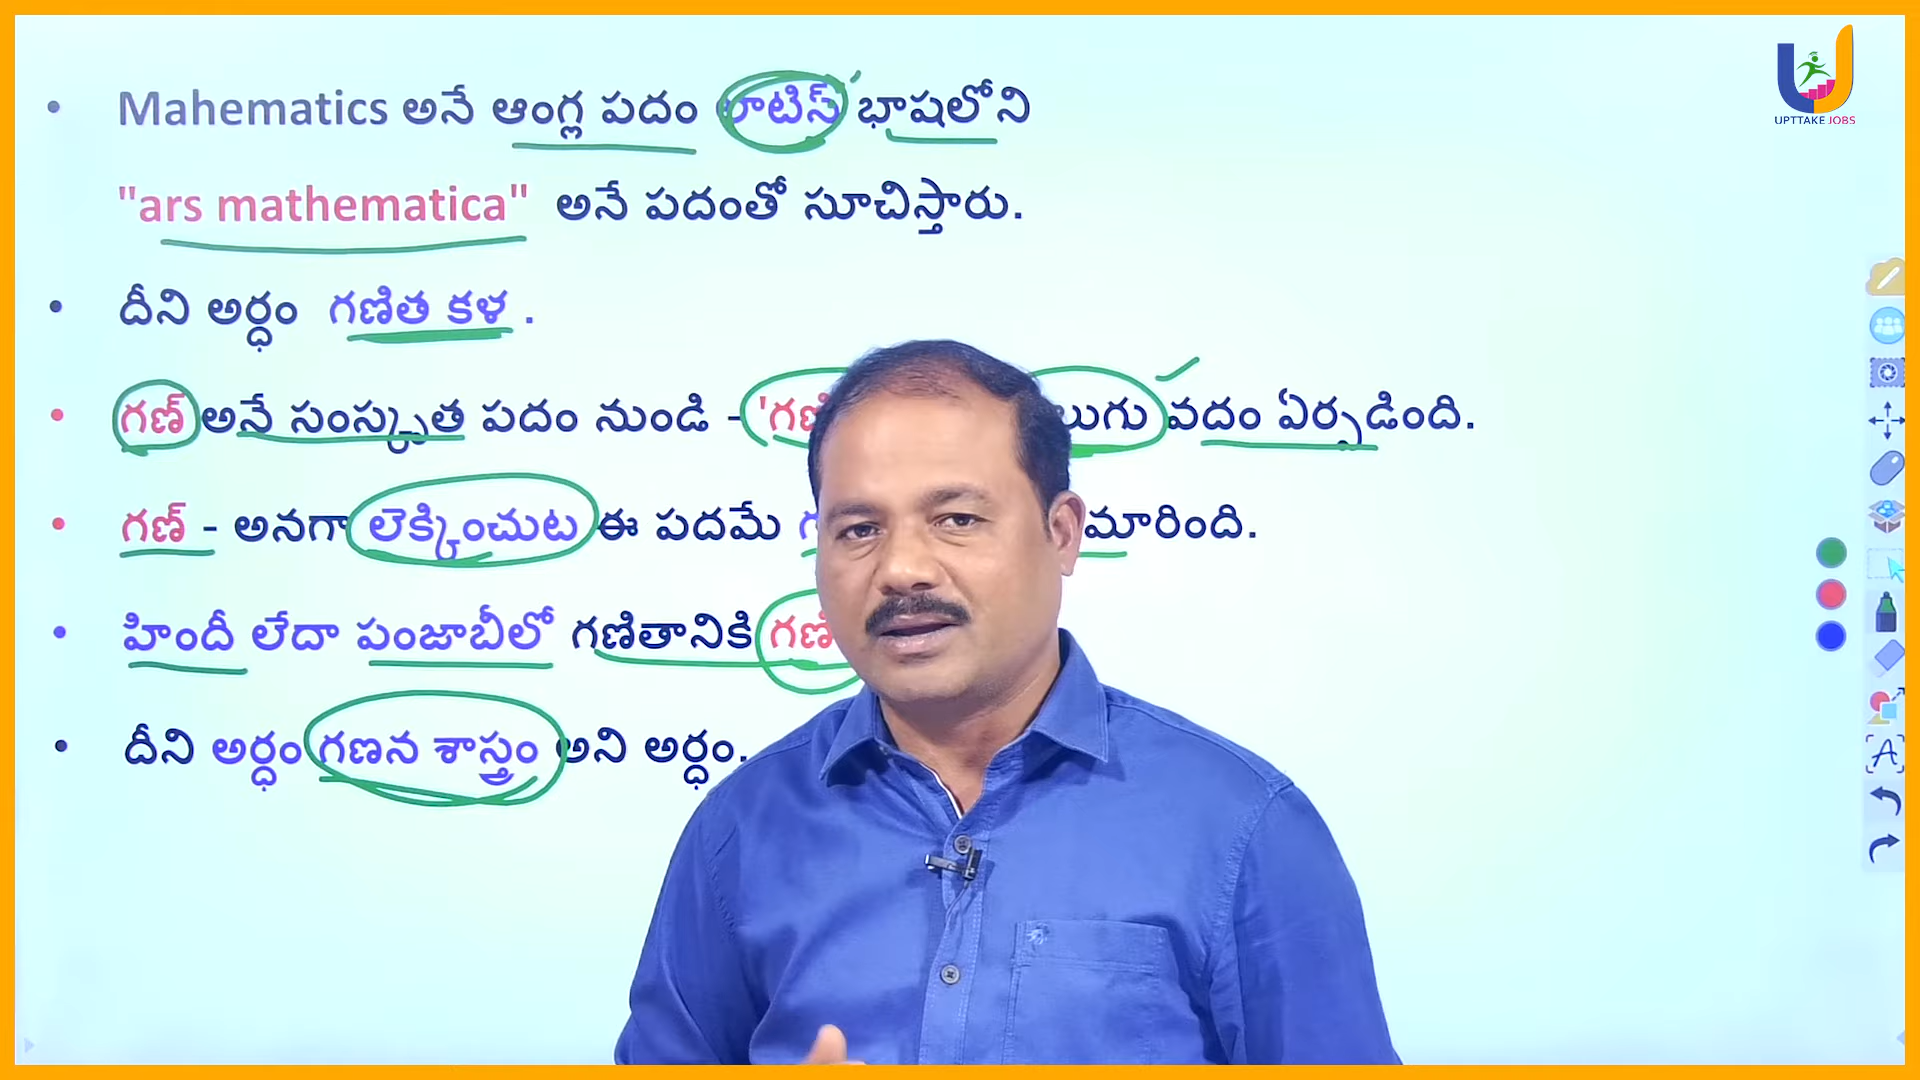 Mahematics అనే ఆంగ్ల పదం లాటిన్ భాషలోని
"ars mathematica" అనే పదంతో సూచిస్తారు.
దీని అర్ధం గణిత కళ .
గణ్ అనే సంస్కృత పదం నుండి - పదం ఏర్పడింది.
గణ్ - అనగా లెక్కించుట ఈ పదమే మారింది.
హిందీ లేదా పంజాబీలో గణితానికి
దీని అర్ధం గణన శాస్త్రం అని అర్ధం.
UPTTAKE JOBS